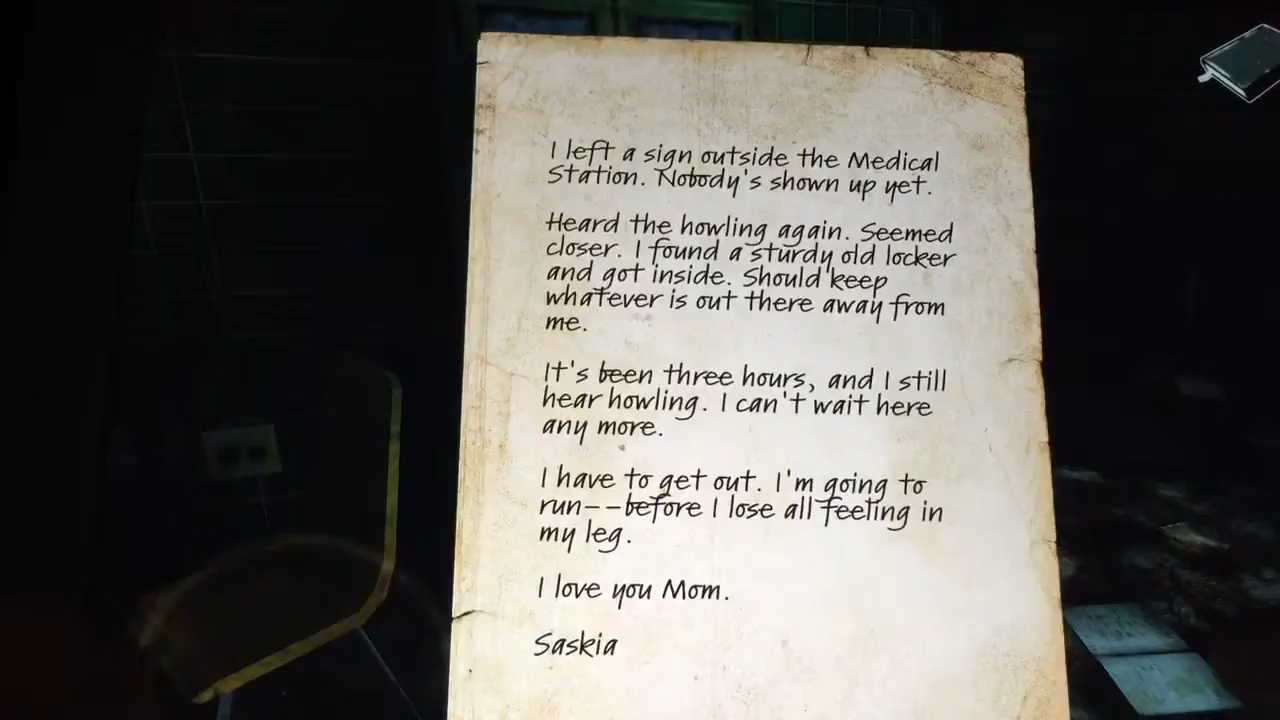 I left a sign outside the Medical
Station. Nobody's shown up yet.
Heard the howling again. Seemed
closer. I found a sturdy old locker
and got inside. Should keep
whatever is out there away from
me.
It's been three hours, and I still
hear howling. I can't wait here
any more.
I have to get out. I'm going to
run--before I lose all feeling in
my leg.
I love you Mom.
Saskia